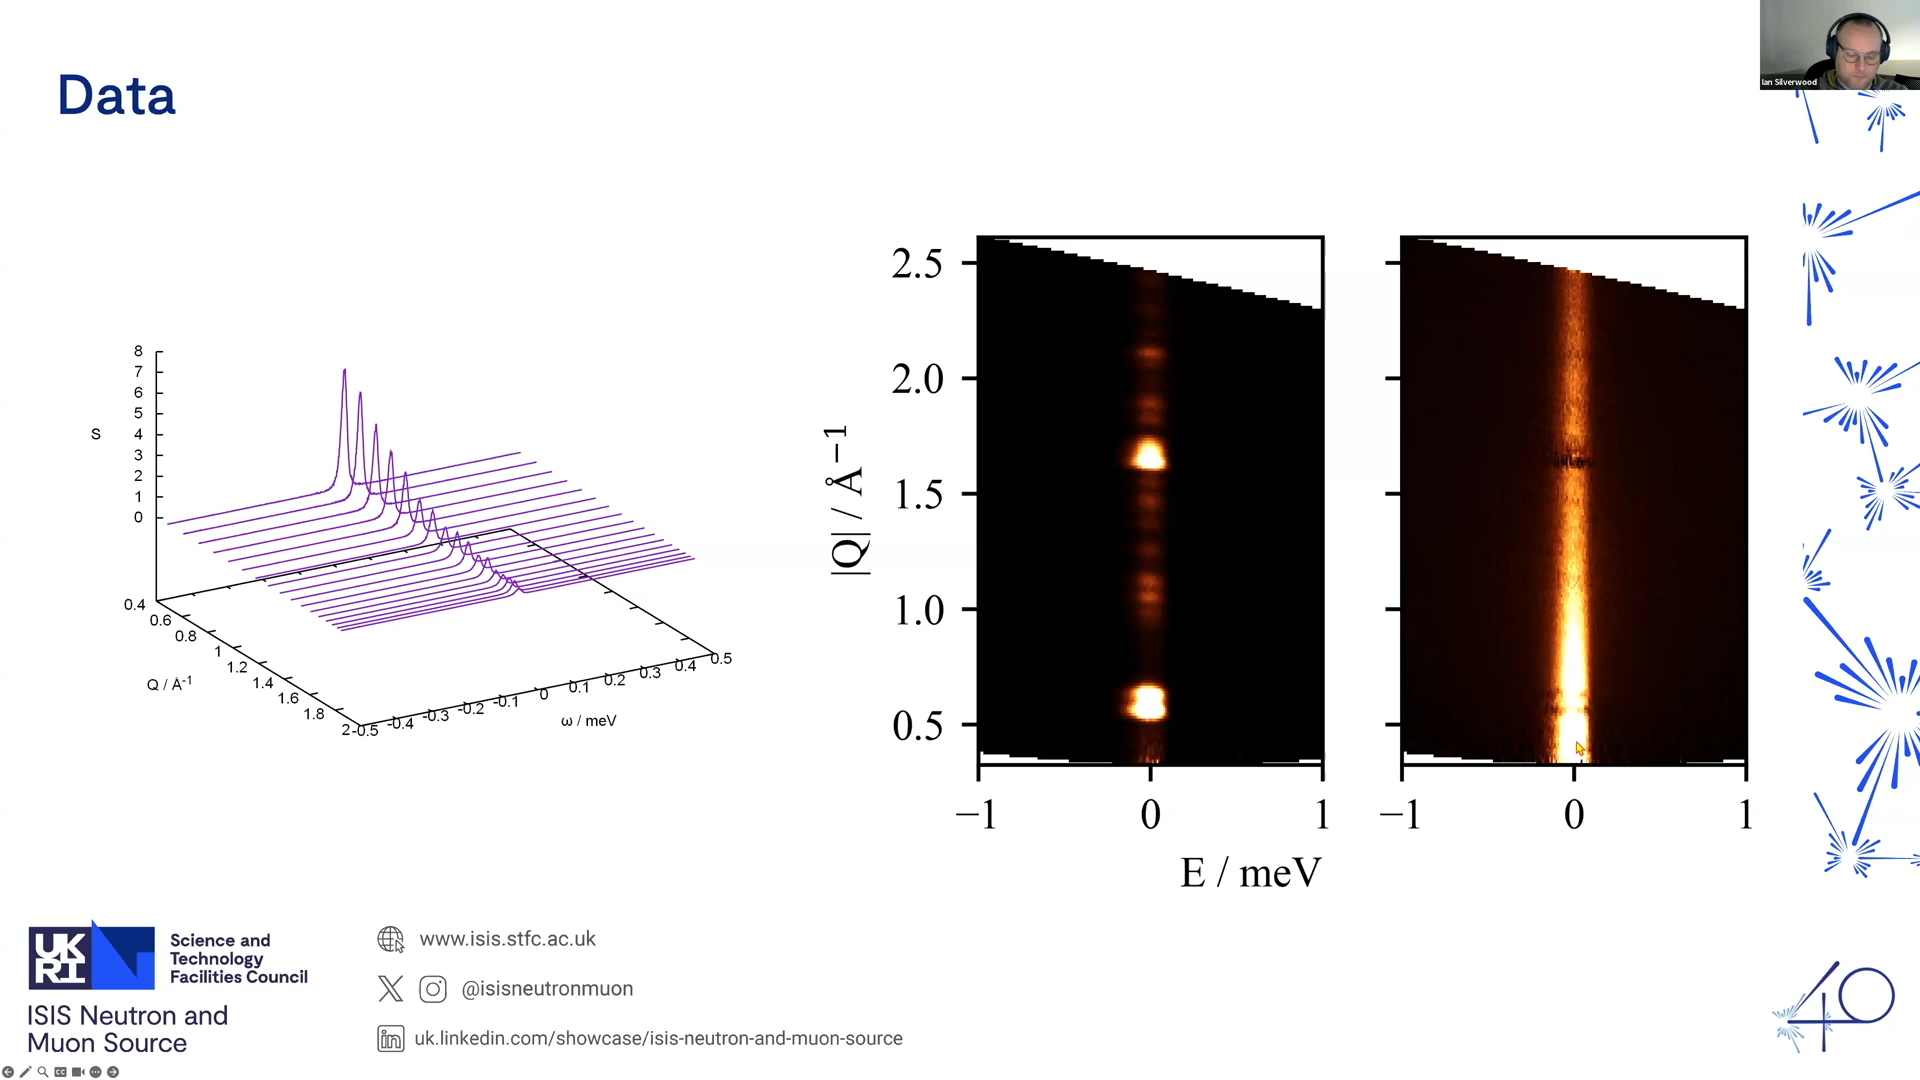 Ian Silverwood
Data
8
7
6
5
4
3
2
1
0
S
0.4
0.6
0.8
1
1.2
1.4
1.6
1.8
2
Q / Å-1
-0.5
-0.4
-0.3
-0.2
-0.1
0
0.1
0.2
0.3
0.4
0.5
ω / meV
2.5
2.0
1.5
1.0
0.5
|Q| / Å−1
−1
0
1
−1
0
1
E / meV
UK
RI
Science and
Technology
Facilities Council
ISIS Neutron and
Muon Source
www.isis.stfc.ac.uk
@isisneutronmuon
uk.linkedin.com/showcase/isis-neutron-and-muon-source
40